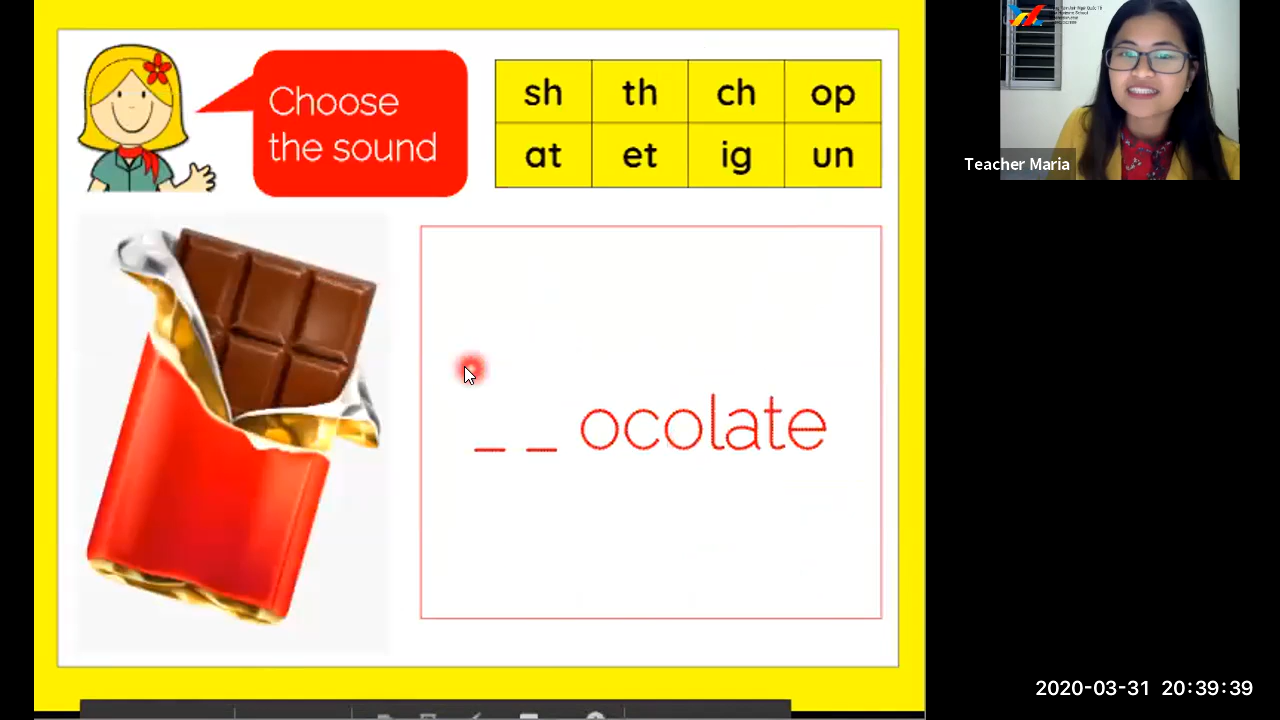 Choose
the sound
sh th ch op
at et ig un
_ _ ocolate
Teacher Maria
2020-03-31 20:39:39